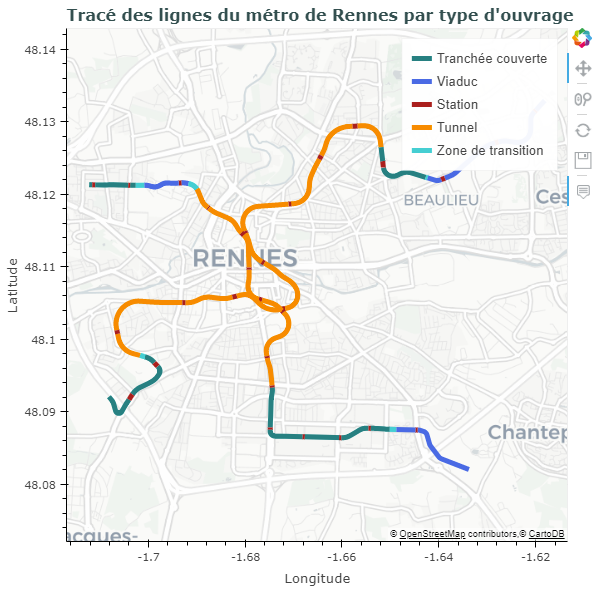 Tracé des lignes du métro de Rennes par type d'ouvrage
48.14
48.13
48.12
48.11
48.1
48.09
48.08
Latitude
Tranchée couverte
Viaduc
Station
Tunnel
Zone de transition
BEAULIEU
Ces
RENNES
Chantep
acques-
© OpenStreetMap contributors,© CartoDB
-1.7
-1.68
-1.66
-1.64
-1.62
Longitude